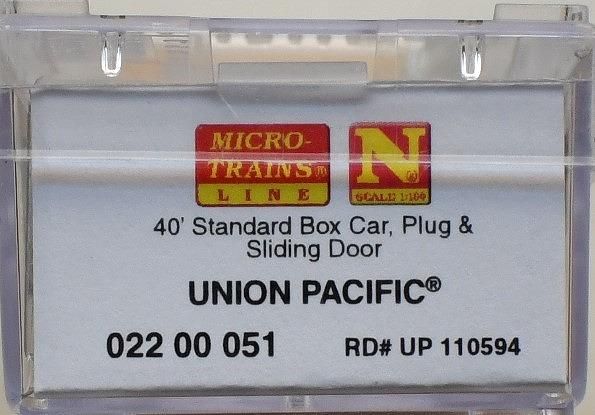 MICRO-
TRAINS®
LINE
N®
SCALE 1:160
40' Standard Box Car, Plug &
Sliding Door
UNION PACIFIC®
022 00 051
RD# UP 110594